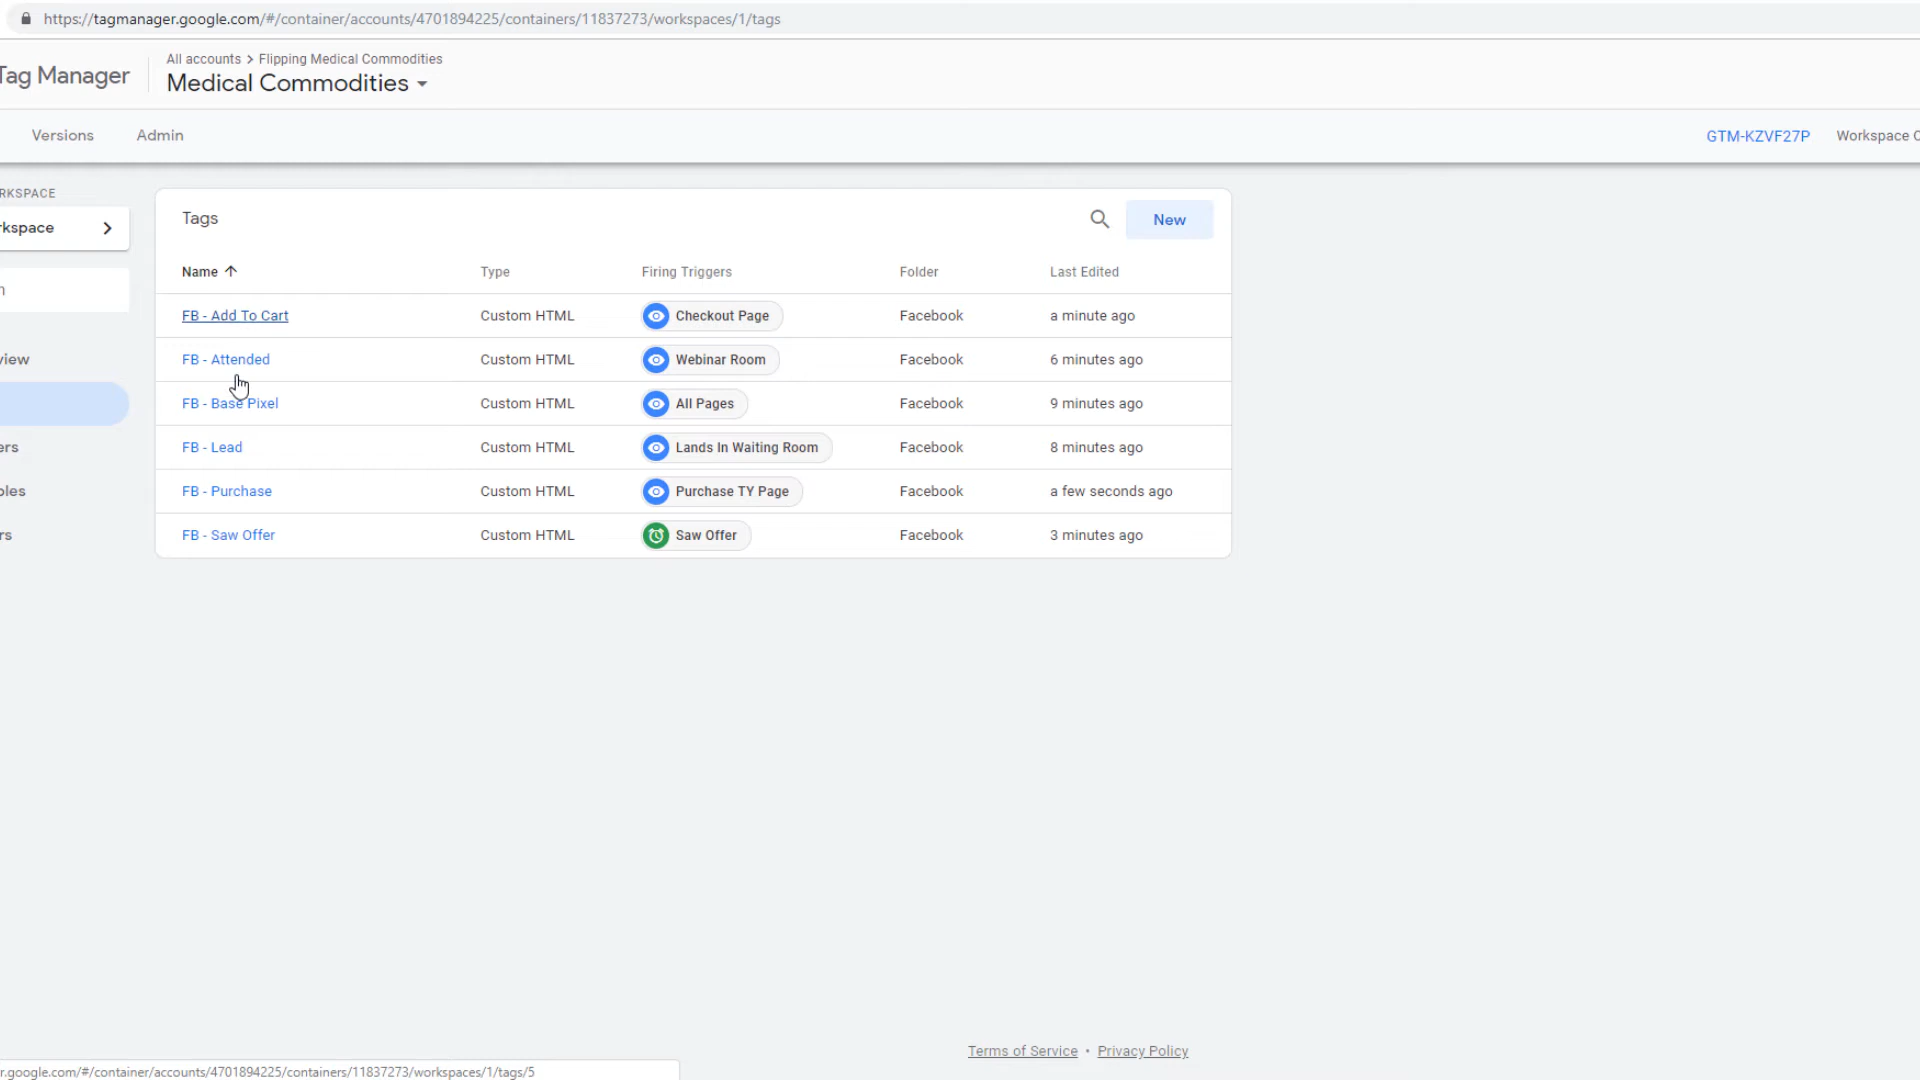 https://tagmanager.google.com/#/container/accounts/4701894225/containers/11837273/workspaces/1/tags
Tag Manager
All accounts > Flipping Medical Commodities
Medical Commodities
Versions Admin GTM-KZVF27P Workspace C
RKSPACE
kspace
n
view
ers
bles
rs
Tags New
Name Type Firing Triggers Folder Last Edited
FB - Add To Cart Custom HTML Checkout Page Facebook a minute ago
FB - Attended Custom HTML Webinar Room Facebook 6 minutes ago
FB - Base Pixel Custom HTML All Pages Facebook 9 minutes ago
FB - Lead Custom HTML Lands In Waiting Room Facebook 8 minutes ago
FB - Purchase Custom HTML Purchase TY Page Facebook a few seconds ago
FB - Saw Offer Custom HTML Saw Offer Facebook 3 minutes ago
Terms of Service • Privacy Policy
r.google.com/#/container/accounts/4701894225/containers/11837273/workspaces/1/tags/5